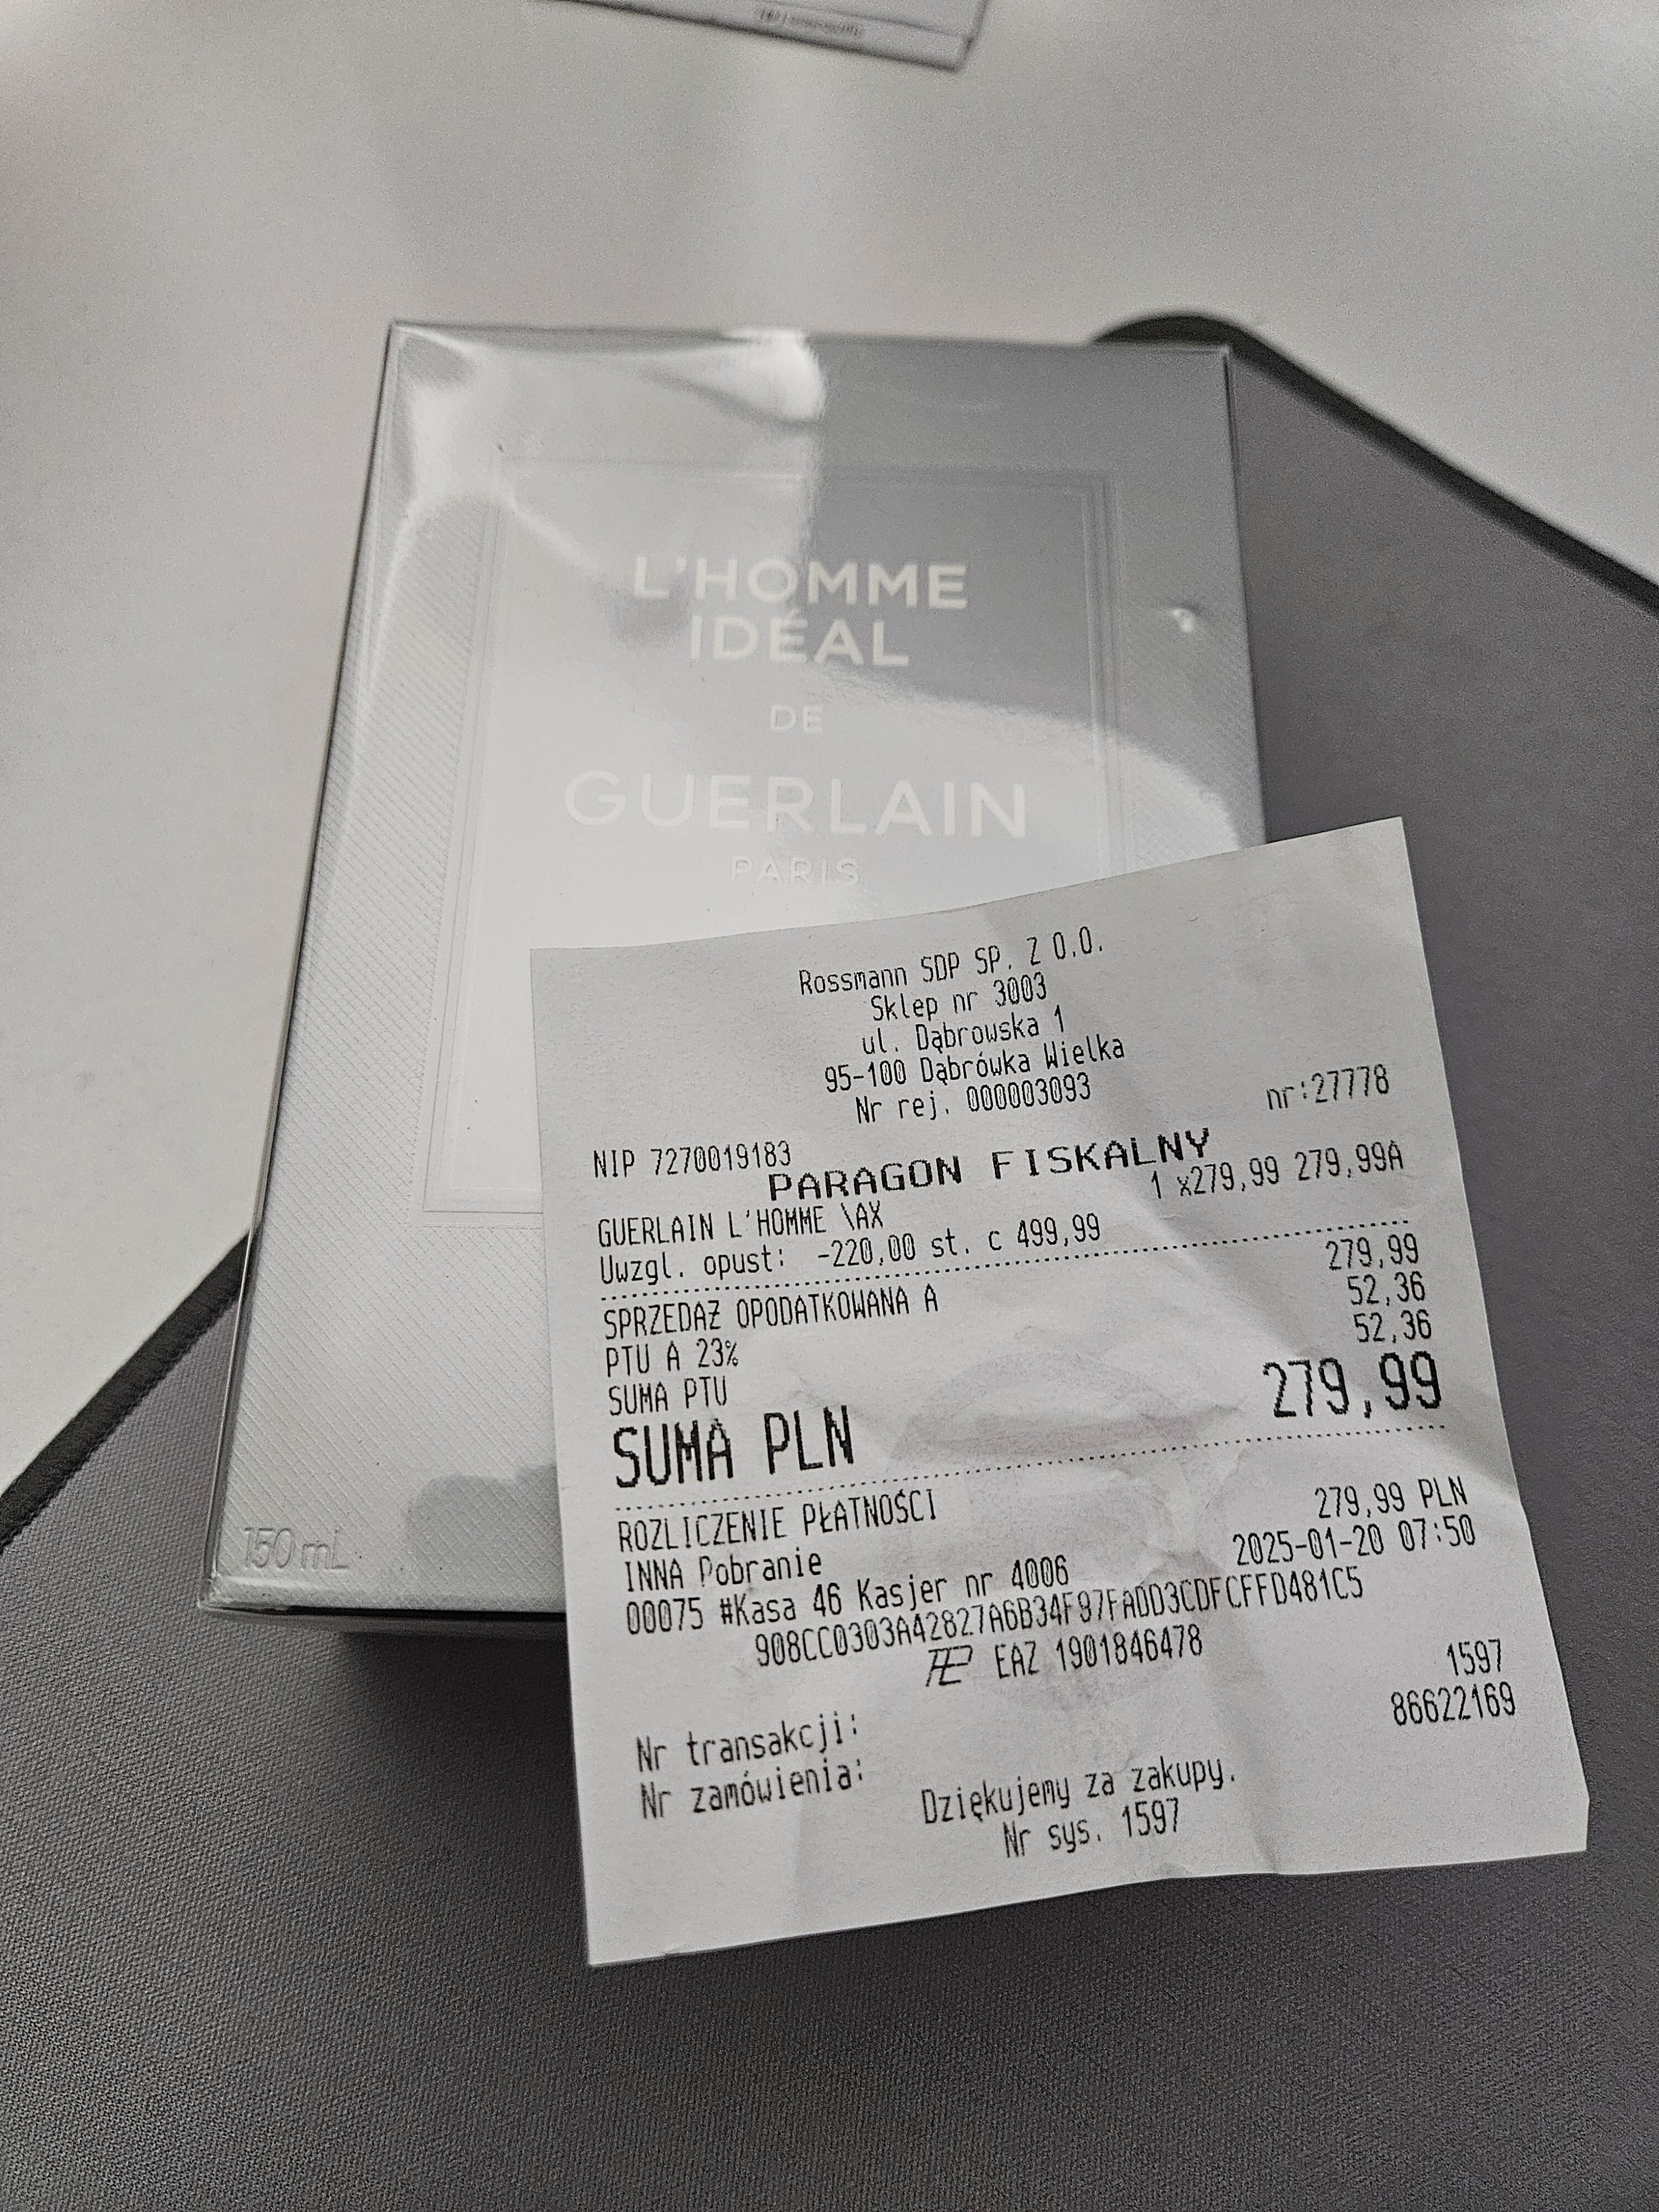 L'HOMME
IDÉAL
DE
GUERLAIN
PARIS
150 mL
Rossmann SDP SP. Z O.O.
Sklep nr 3003
ul. Dąbrowska 1
95-100 Dąbrówka Wielka
Nr rej. 000003093
NIP 7270019183 nr:27778
PARAGON FISKALNY
GUERLAIN L'HOMME \AX 1 x279,99 279,99A
Uwzgl. opust: -220,00 st. c 499,99
SPRZEDAŻ OPODATKOWANA A 279,99
PTU A 23% 52,36
SUMA PTU 52,36
SUMA PLN 279,99
ROZLICZENIE PŁATNOŚCI
INNA Pobranie 279,99 PLN
00075 #Kasa 46 Kasjer nr 4006 2025-01-20 07:50
908CC0303A42827A6B34F97FADD3CDFCFFD481C5
EAZ 1901846478
Nr transakcji: 1597
Nr zamówienia: 86622169
Dziękujemy za zakupy.
Nr sys. 1597